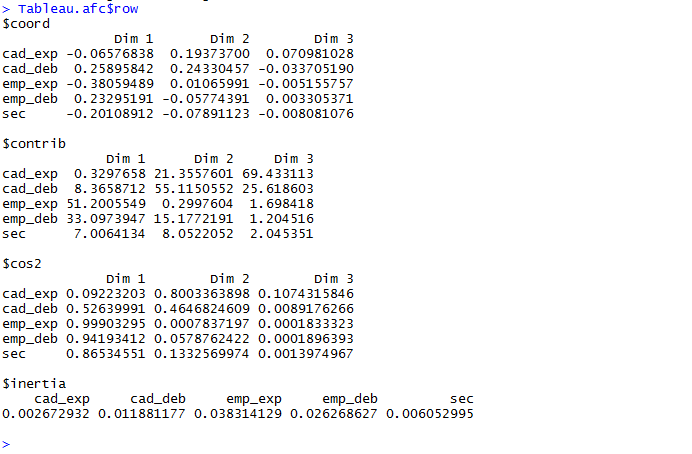 > Tableau.afc$row
$coord
Dim 1 Dim 2 Dim 3
cad_exp -0.06576838 0.19373700 0.070981028
cad_deb 0.25895842 0.24330457 -0.033705190
emp_exp -0.38059489 0.01065991 -0.005155757
emp_deb 0.23295191 -0.05774391 0.003305371
sec -0.20108912 -0.07891123 -0.008081076
$contrib
Dim 1 Dim 2 Dim 3
cad_exp 0.3297658 21.3557601 69.433113
cad_deb 8.3658712 55.1150552 25.618603
emp_exp 51.2005549 0.2997604 1.698418
emp_deb 33.0973947 15.1772191 1.204516
sec 7.0064134 8.0522052 2.045351
$cos2
Dim 1 Dim 2 Dim 3
cad_exp 0.09223203 0.8003363898 0.1074315846
cad_deb 0.52639991 0.4646824609 0.0089176266
emp_exp 0.99903295 0.0007837197 0.0001833323
emp_deb 0.94193412 0.0578762422 0.0001896393
sec 0.86534551 0.1332569974 0.0013974967
$inertia
cad_exp cad_deb emp_exp emp_deb sec
0.002672932 0.011881177 0.038314129 0.026268627 0.006052995
>